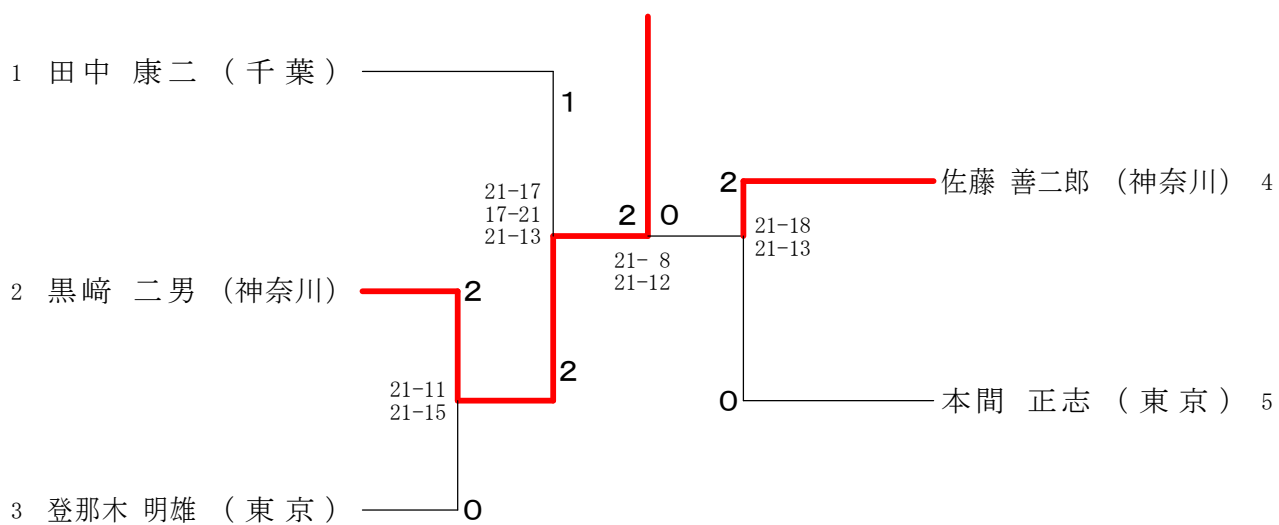 1 田中 康二 (千葉)
1
21-17
17-21
21-13
2 0
21- 8
21-12
2 佐藤 善二郎 (神奈川) 4
21-18
21-13
2 黒﨑 二男 (神奈川) 2
21-11
21-15
2
0 本間 正志 (東京) 5
3 登那木 明雄 (東京) 0